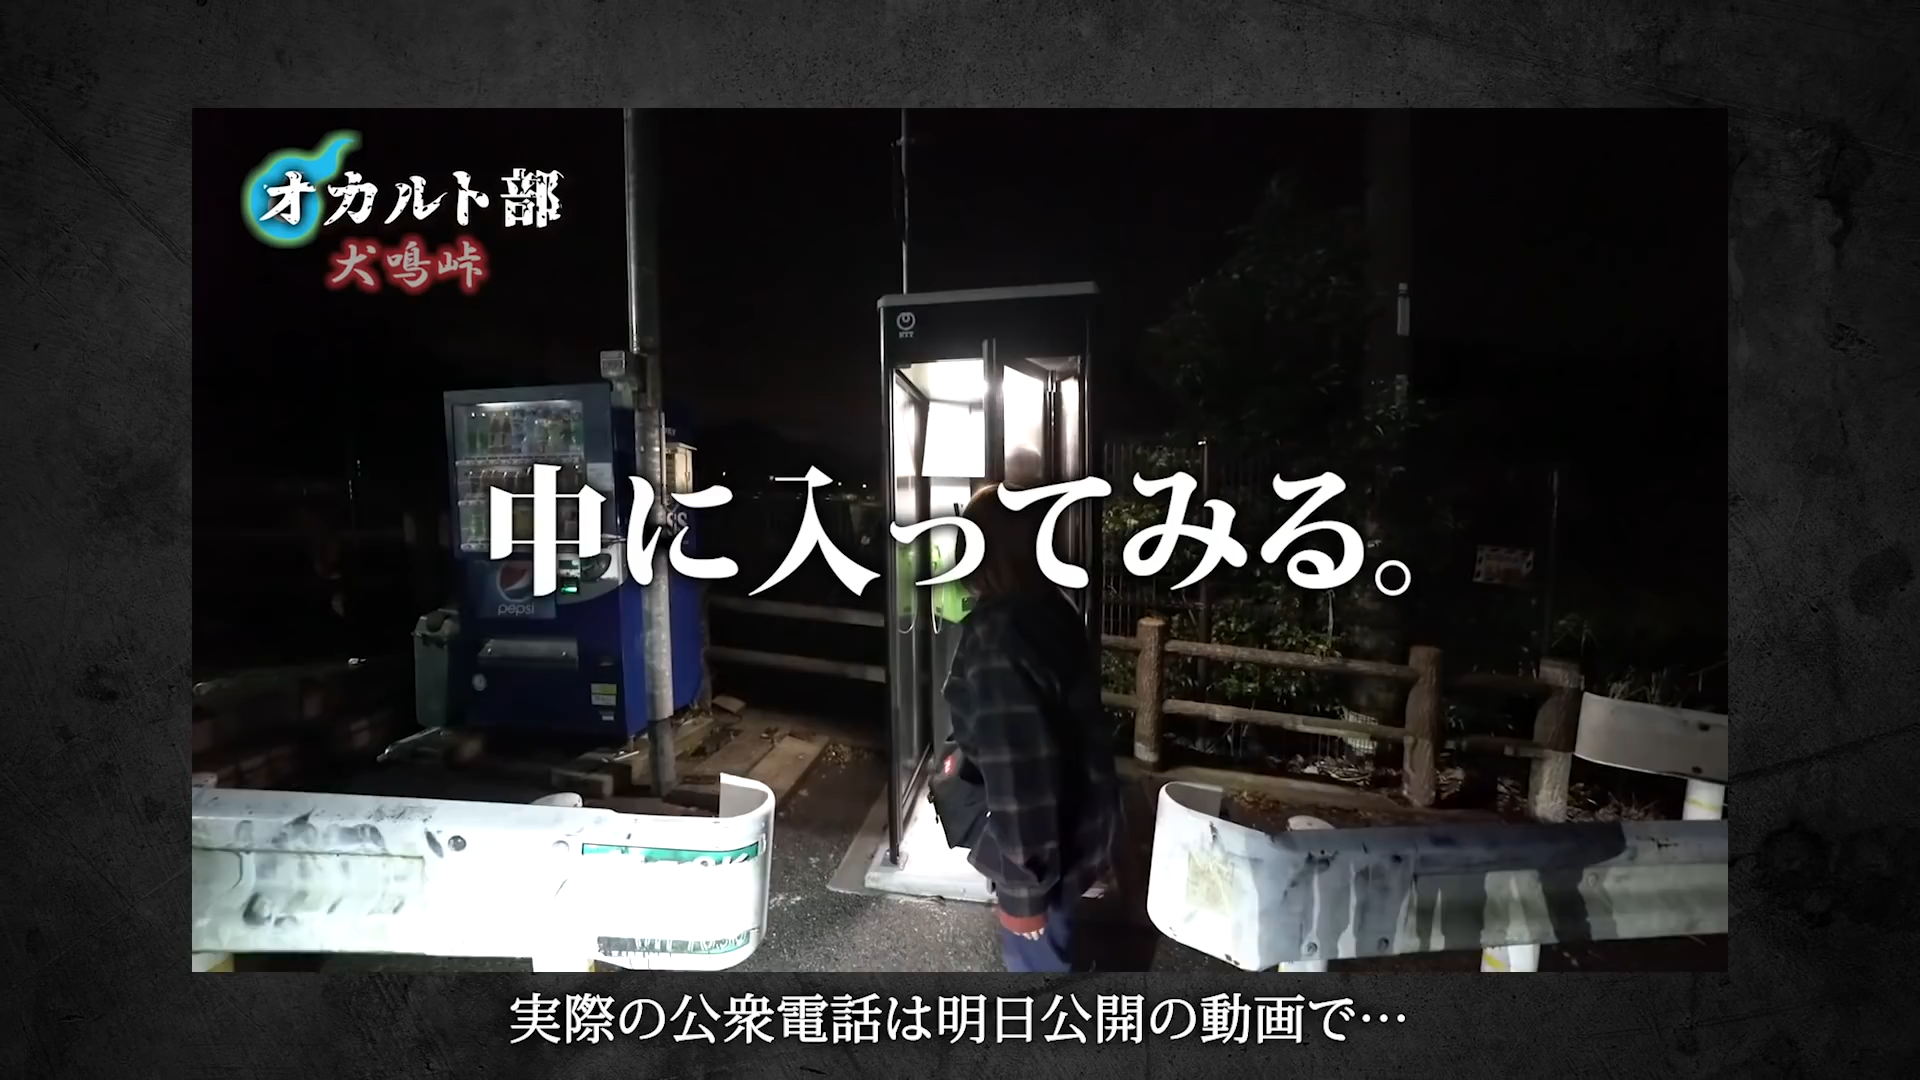 オカルト部
犬鳴峠
NTT
中に入ってみる。
pepsi
実際の公衆電話は明日公開の動画で…